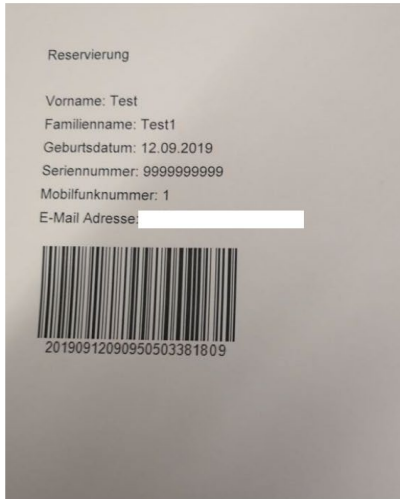 Reservierung
Vorname: Test
Familienname: Test1
Geburtsdatum: 12.09.2019
Seriennummer: 9999999999
Mobilfunknummer: 1
E-Mail Adresse:
20190912090950503381809